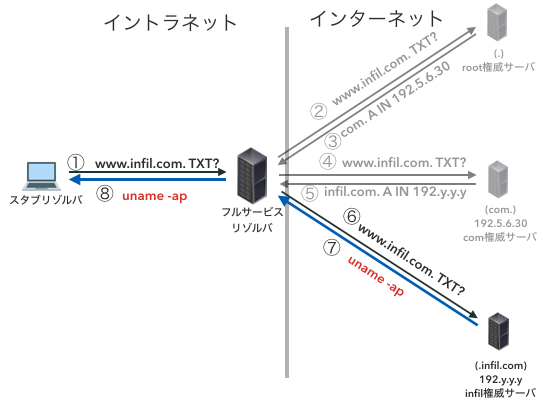 イントラネット
インターネット
(.)
root権威サーバ
② www.infil.com. TXT?
③ com. A IN 192.5.6.30
① www.infil.com. TXT?
⑧ uname -ap
スタブリゾルバ
フルサービス
リゾルバ
④ www.infil.com. TXT?
⑤ infil.com. A IN 192.y.y.y
(com.)
192.5.6.30
com権威サーバ
⑥ www.infil.com. TXT?
⑦ uname -ap
(.infil.com)
192.y.y.y
infil権威サーバ